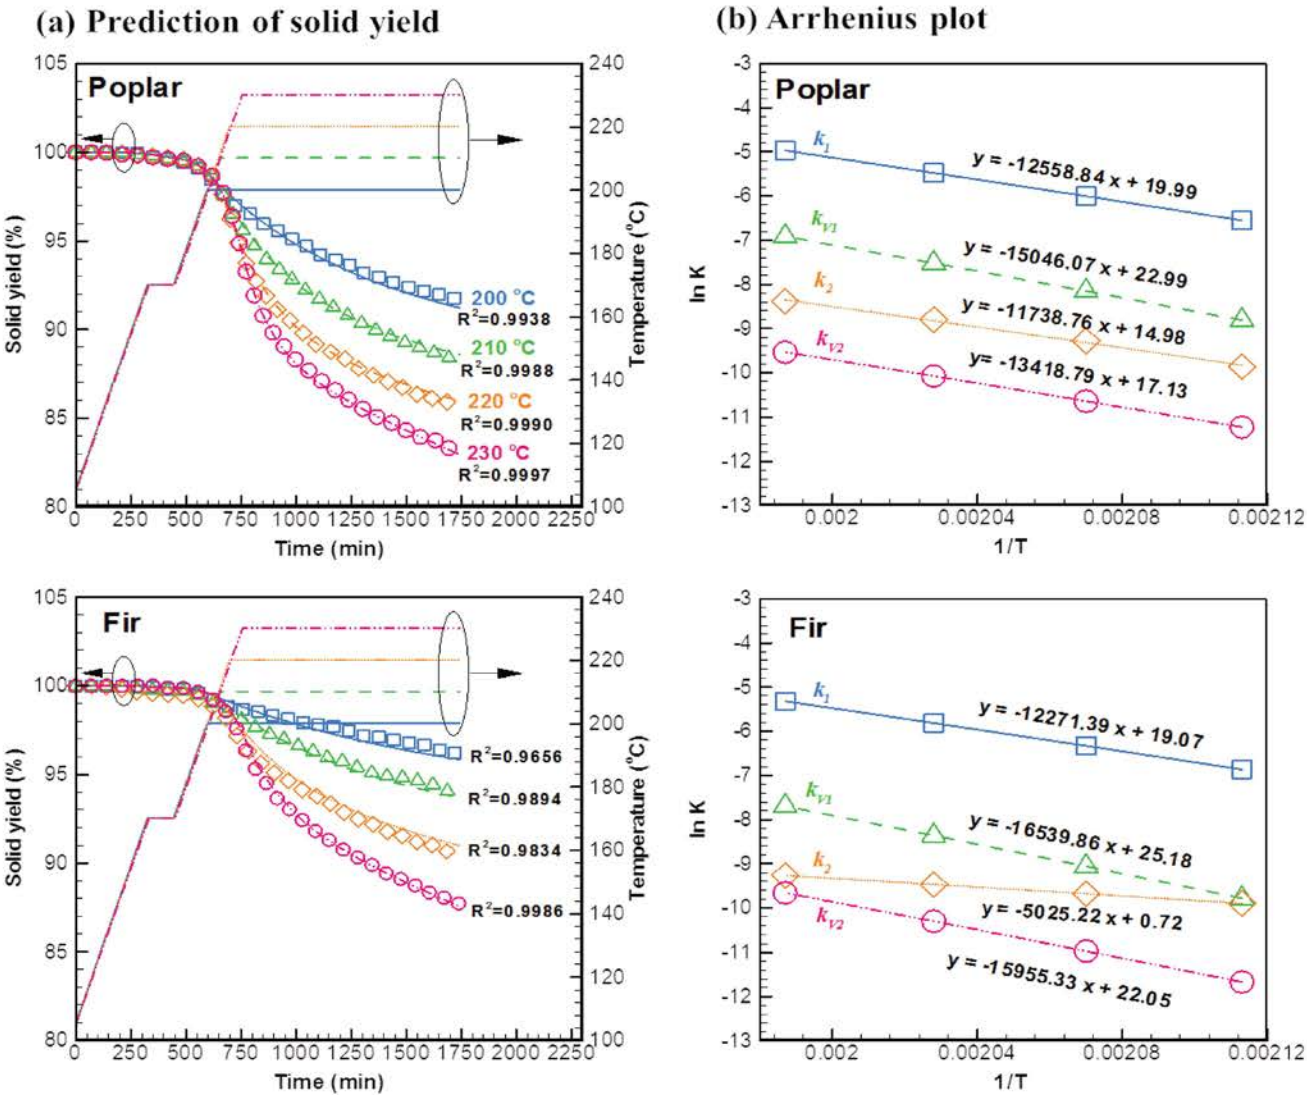 (a) Prediction of solid yield
(b) Arrhenius plot
Poplar
Solid yield (%)
105
100
95
90
85
80
240
220
200
180
160
140
120
100
Temperature (°C)
200 °C
R²=0.9938
210 °C
R²=0.9988
220 °C
R²=0.9990
230 °C
R²=0.9997
0 250 500 750 1000 1250 1500 1750 2000 2250
Time (min)
Poplar
ln K
-3
-4
-5
-6
-7
-8
-9
-10
-11
-12
-13
k1
y = -12558.84 x + 19.99
kV1
y = -15046.07 x + 22.99
k2
y = -11738.76 x + 14.98
kV2
y= -13418.79 x + 17.13
0.002 0.00204 0.00208 0.00212
1/T
Fir
Solid yield (%)
105
100
95
90
85
80
240
220
200
180
160
140
120
100
Temperature (°C)
R²=0.9656
R²=0.9894
R²=0.9834
R²=0.9986
0 250 500 750 1000 1250 1500 1750 2000 2250
Time (min)
Fir
ln K
-3
-4
-5
-6
-7
-8
-9
-10
-11
-12
-13
k1
y = -12271.39 x + 19.07
kV1
y = -16539.86 x + 25.18
k2
y = -5025.22 x + 0.72
kV2
y = -15955.33 x + 22.05
0.002 0.00204 0.00208 0.00212
1/T